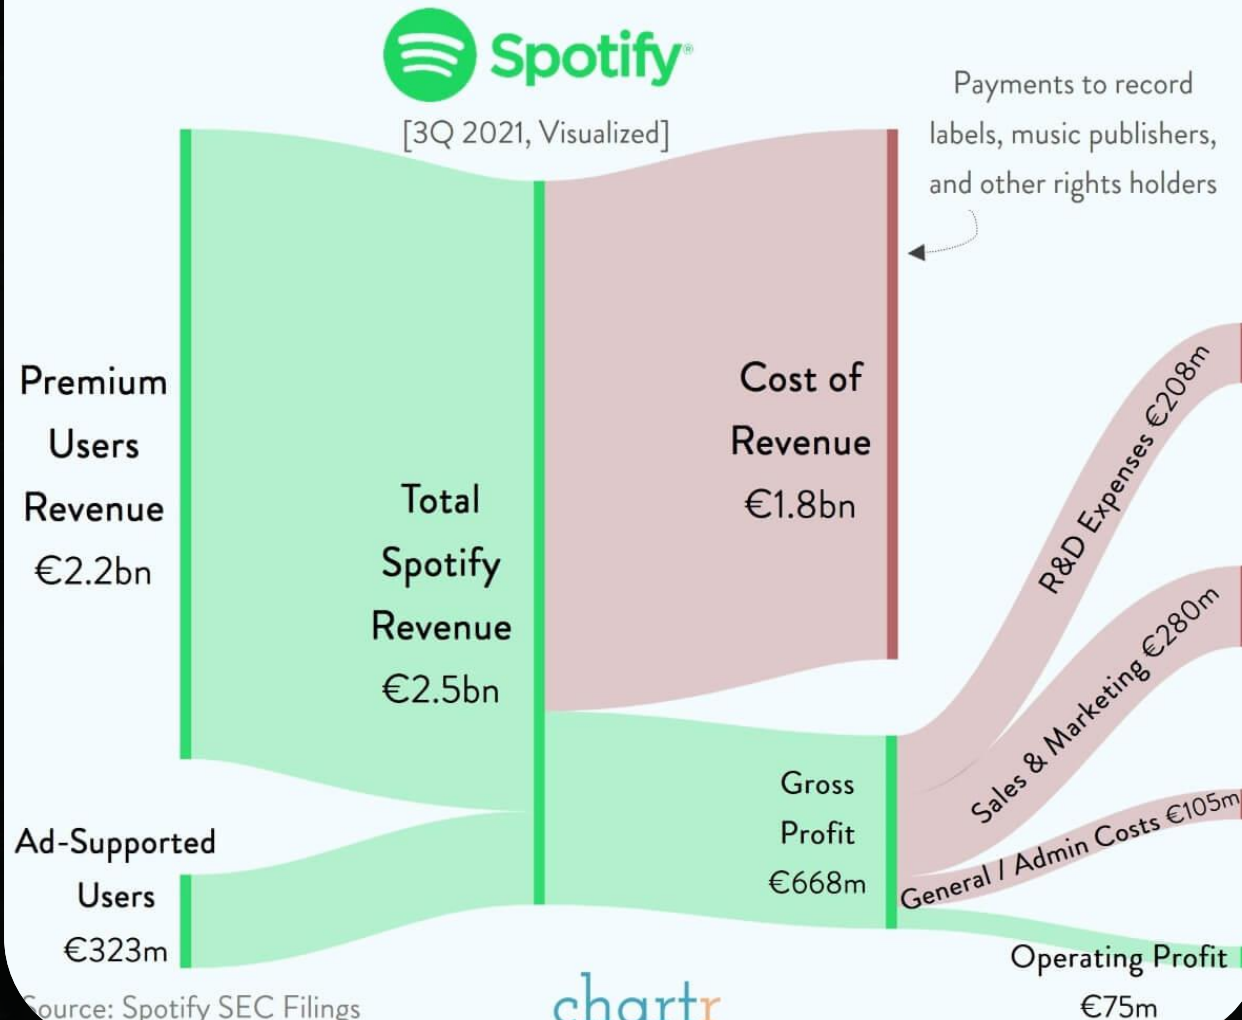 Spotify®
[3Q 2021, Visualized]
Payments to record
labels, music publishers,
and other rights holders
Premium
Users
Revenue
€2.2bn
Total
Spotify
Revenue
€2.5bn
Cost of
Revenue
€1.8bn
R&D Expenses €208m
Sales & Marketing €280m
General / Admin Costs €105m
Gross
Profit
€668m
Ad-Supported
Users
€323m
Operating Profit
€75m
Source: Spotify SEC Filings
chartr